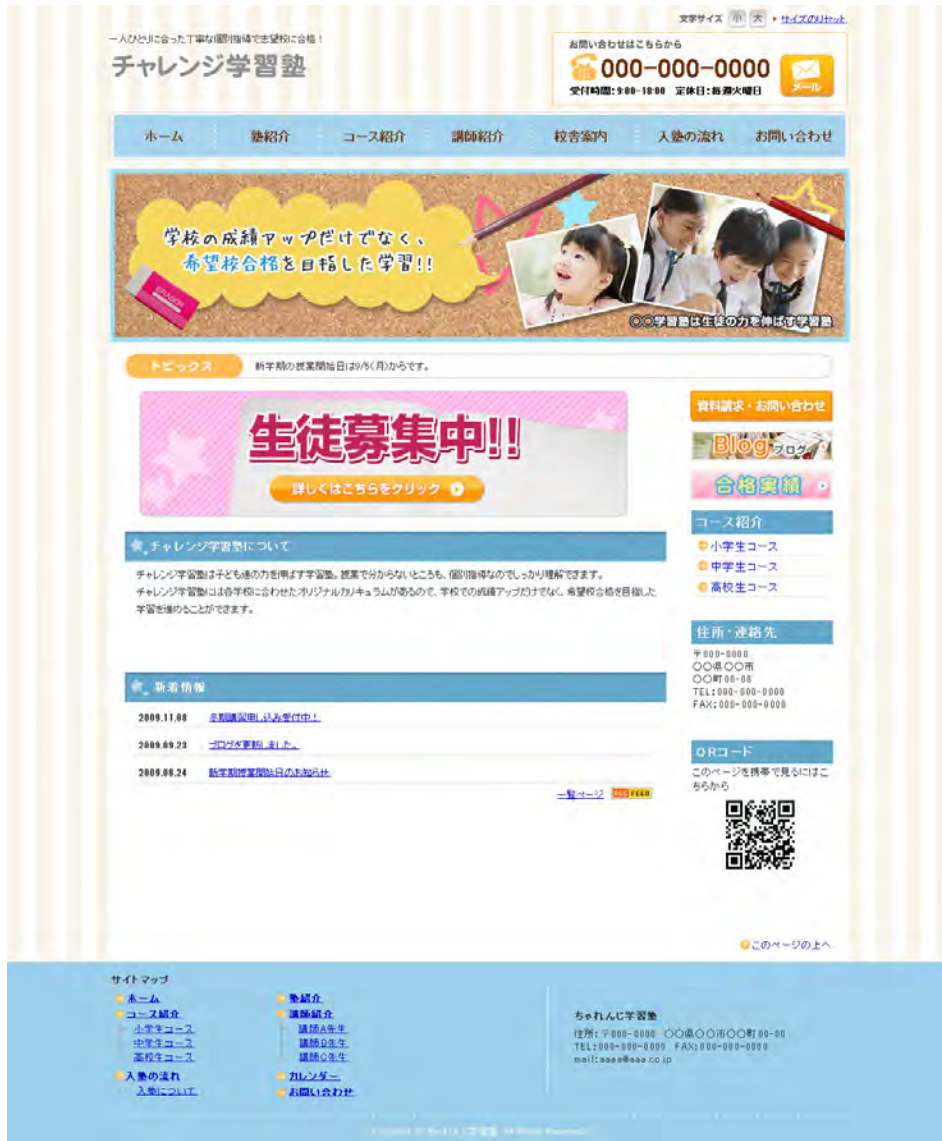 文字サイズ 小 大 サイズのリセット
一人ひとりに合った丁寧な個別指導で志望校に合格!
チャレンジ学習塾
お問い合わせはこちらから
000-000-0000
受付時間:9:00-18:00 定休日:毎週火曜日
メール
ホーム 塾紹介 コース紹介 講師紹介 校舎案内 入塾の流れ お問い合わせ
学校の成績アップだけでなく、
希望校合格を目指した学習!!
○○学習塾は生徒の力を伸ばす学習塾
トピックス 新学期の授業開始日は9/5(月)からです。
生徒募集中!!
詳しくはこちらをクリック
資料請求・お問い合わせ
Blog ブログ
合格実績
コース紹介
小学生コース
中学生コース
高校生コース
チャレンジ学習塾について
チャレンジ学習塾は子ども達の力を伸ばす学習塾。授業で分からないところも、個別指導なのでしっかり理解できます。
チャレンジ学習塾には各学校に合わせたオリジナルカリキュラムがあるので、学校での成績アップだけでなく、希望校合格を目指した
学習を進めることができます。
住所・連絡先
〒000-0000
○○県○○市
○○町00-00
TEL:000-000-0000
FAX:000-000-0000
新着情報
2009.11.08 冬期講習申し込み受付中!
2009.09.23 ブログを更新しました。
2009.08.24 新学期授業開始日のお知らせ
一覧ページ RSS FEED
QRコード
このページを携帯で見るにはこ
ちらから
このページの上へ
サイトマップ
ホーム
コース紹介
小学生コース
中学生コース
高校生コース
入塾の流れ
入塾について
塾紹介
講師紹介
講師A先生
講師B先生
講師C先生
カレンダー
お問い合わせ
ちゃれんじ学習塾
住所:〒000-0000 ○○県○○市○○町00-00
TEL:000-000-0000 FAX:000-000-0000
mail:aaaa@aaa.co.jp